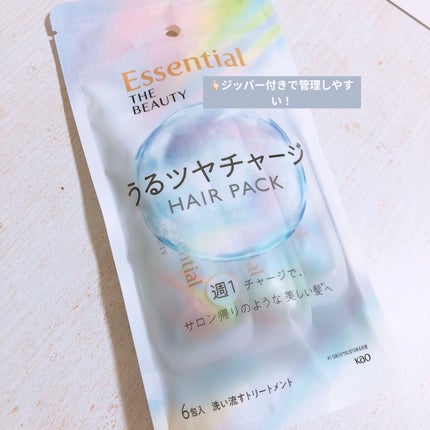 Essential
THE
BEAUTY
👆🏻ジッパー付きで管理しやす
い！
うるツヤチャージ
HAIR PACK
週1 チャージで、
サロン帰りのような 美しい髪へ
Kao
6包入 洗い流すトリートメント